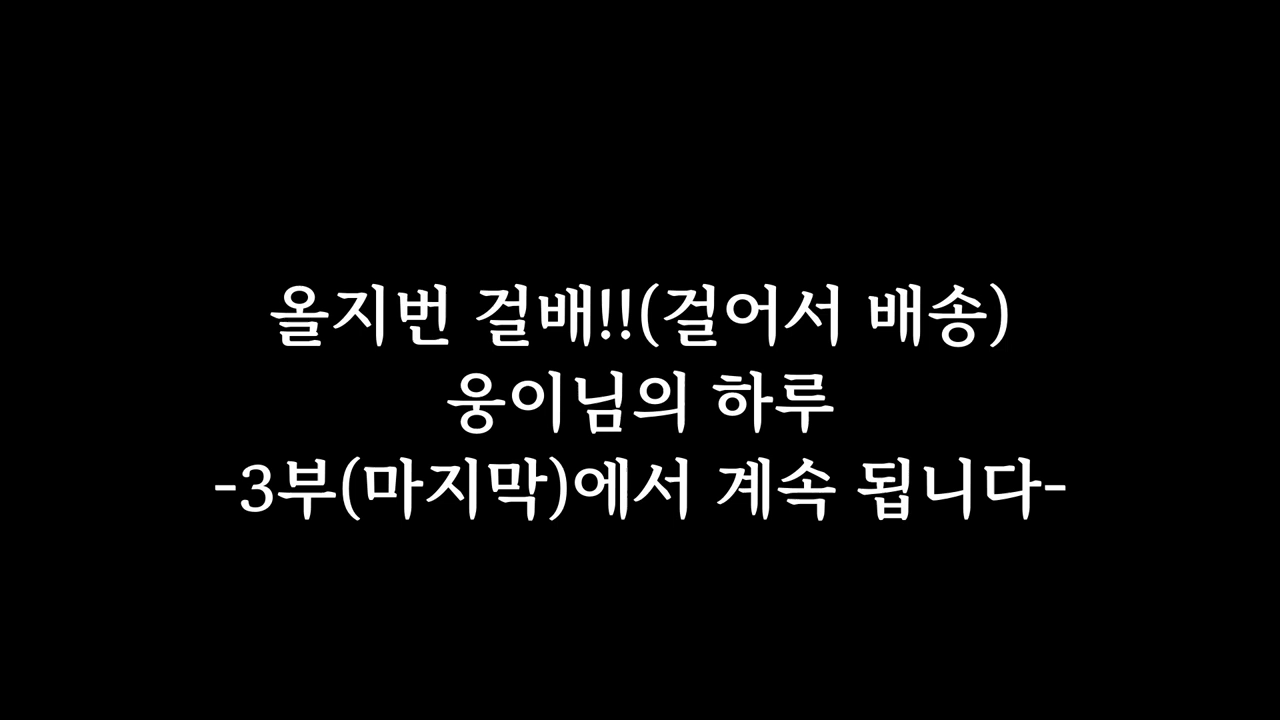 올지번 걸배!!(걸어서 배송)
웅이님의 하루
-3부(마지막)에서 계속 됩니다-